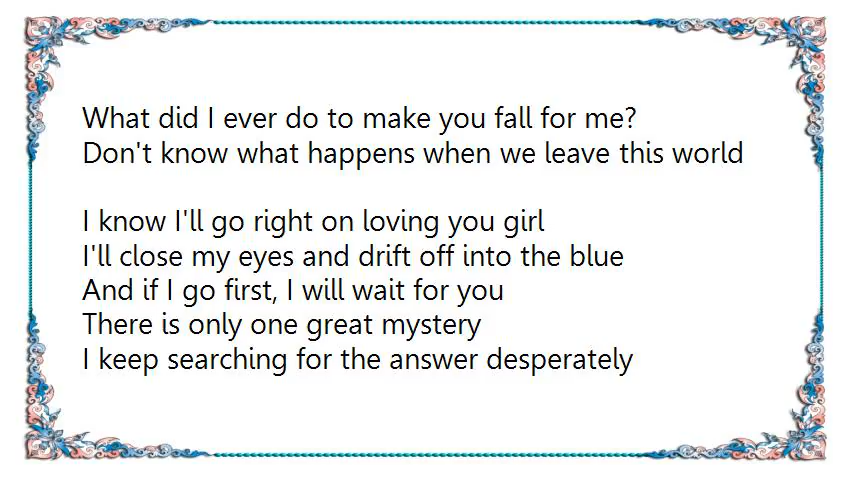 What did I ever do to make you fall for me?
Don't know what happens when we leave this world
I know I'll go right on loving you girl
I'll close my eyes and drift off into the blue
And if I go first, I will wait for you
There is only one great mystery
I keep searching for the answer desperately